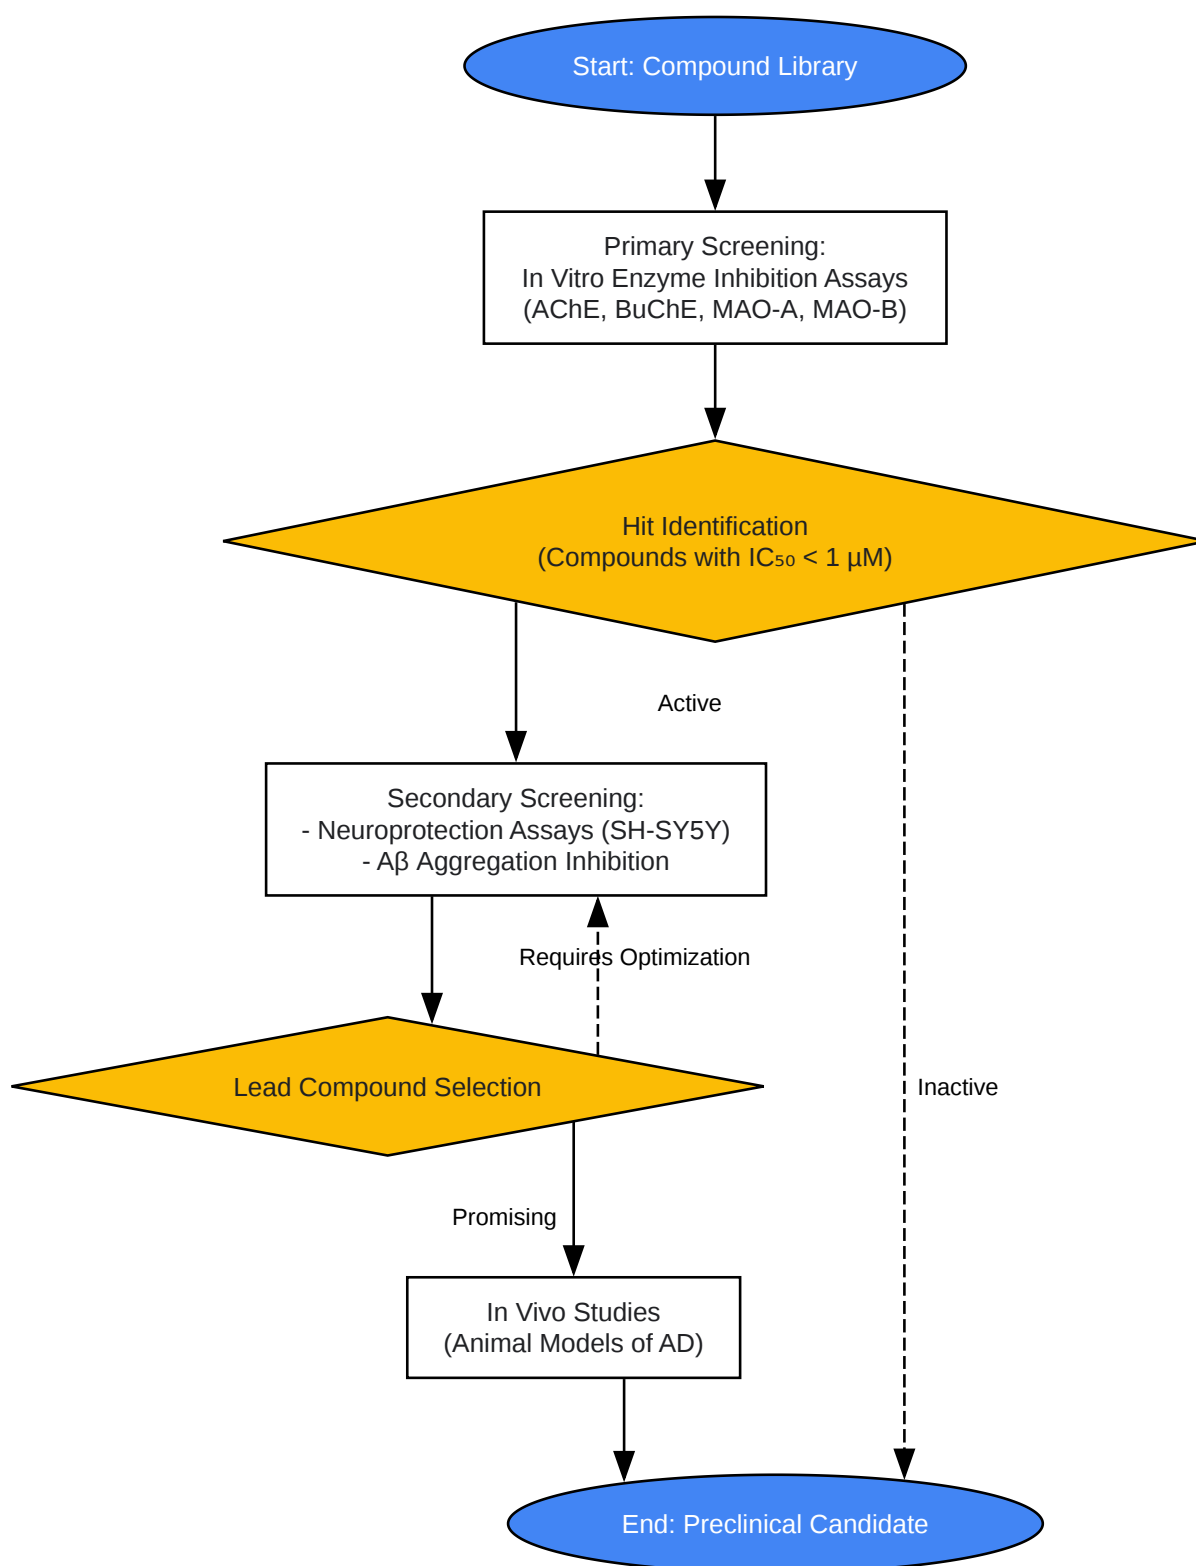 Start: Compound Library
Primary Screening:
In Vitro Enzyme Inhibition Assays
(AChE, BuChE, MAO-A, MAO-B)
Hit Identification
(Compounds with IC₅₀ < 1 µM)
Active
Secondary Screening:
- Neuroprotection Assays (SH-SY5Y)
- Aβ Aggregation Inhibition
Requires Optimization
Lead Compound Selection
Inactive
Promising
In Vivo Studies
(Animal Models of AD)
End: Preclinical Candidate